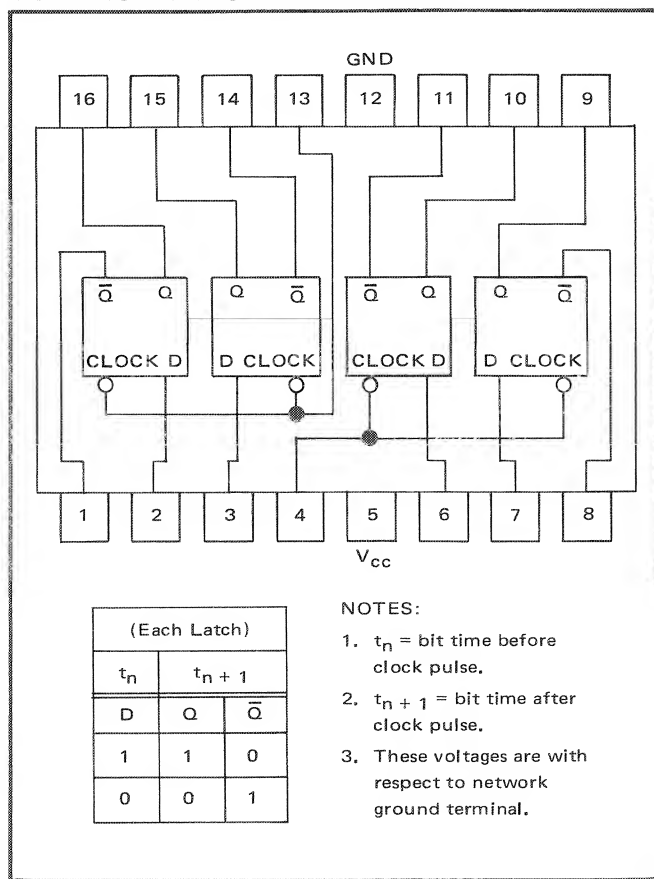 GND
16 15 14 13 12 11 10 9
Q̅ Q Q Q̅ Q̅ Q Q Q̅
CLOCK D D CLOCK CLOCK D D CLOCK
1 2 3 4 5 6 7 8
Vcc
(Each Latch)
tn tn + 1
D Q Q̅
1 1 0
0 0 1
NOTES:
1. tn = bit time before
clock pulse.
2. tn + 1 = bit time after
clock pulse.
3. These voltages are with
respect to network
ground terminal.